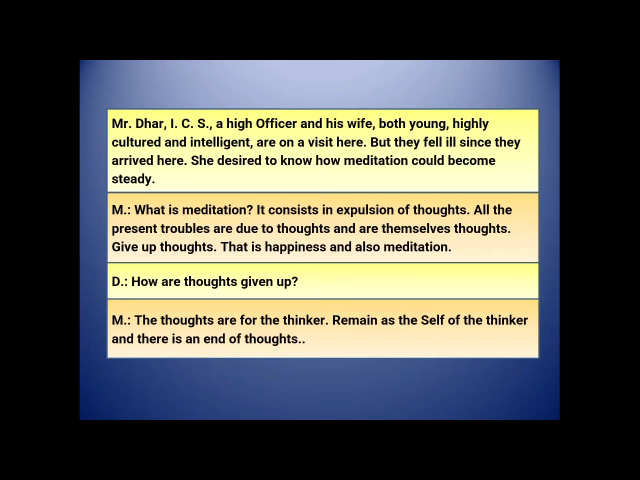 Mr. Dhar, I. C. S., a high Officer and his wife, both young, highly
cultured and intelligent, are on a visit here. But they fell ill since they
arrived here. She desired to know how meditation could become
steady.
M.: What is meditation? It consists in expulsion of thoughts. All the
present troubles are due to thoughts and are themselves thoughts.
Give up thoughts. That is happiness and also meditation.
D.: How are thoughts given up?
M.: The thoughts are for the thinker. Remain as the Self of the thinker
and there is an end of thoughts..